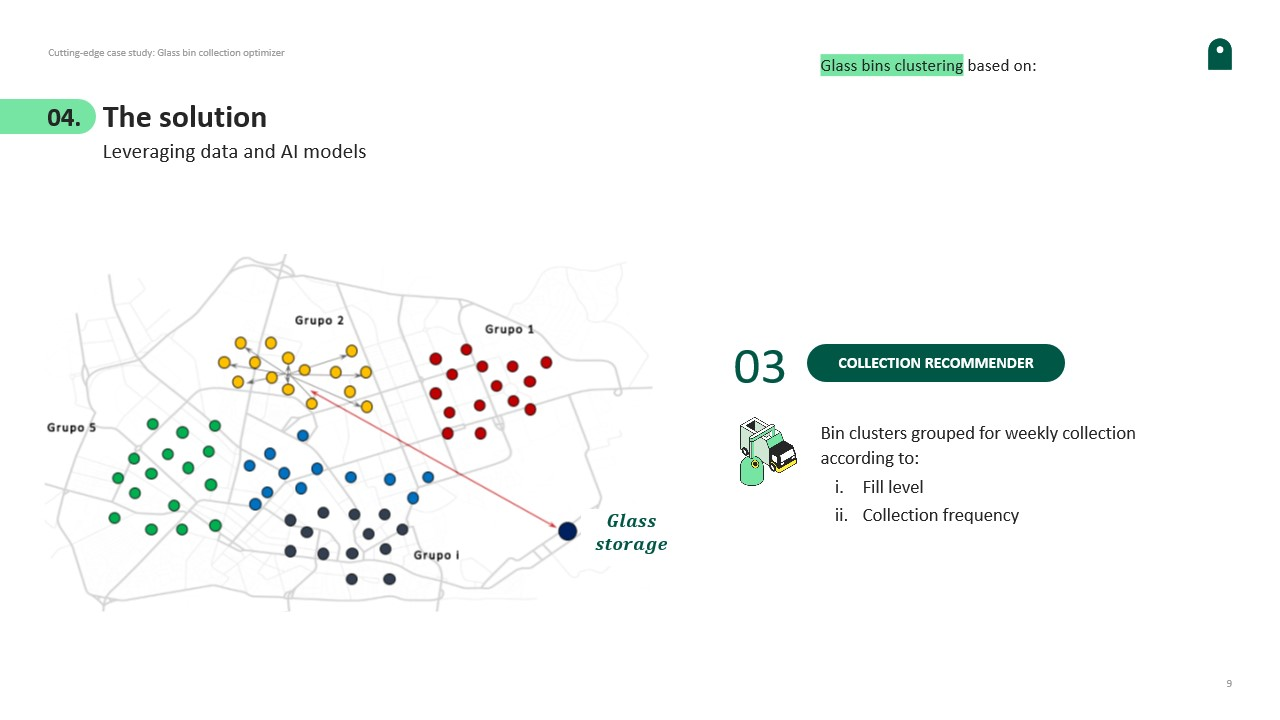 Cutting-edge case study: Glass bin collection optimizer
Glass bins clustering based on:
04. The solution
Leveraging data and AI models
Grupo 2
Grupo 1
Grupo 5
Grupo i
Glass
storage
03 COLLECTION RECOMMENDER
Bin clusters grouped for weekly collection
according to:
i. Fill level
ii. Collection frequency
9